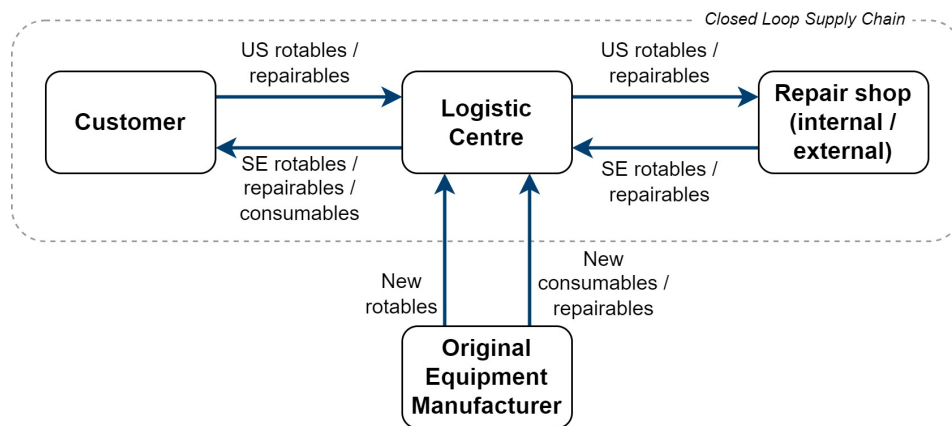 Closed Loop Supply Chain
US rotables /
repairables
US rotables /
repairables
Customer
Logistic
Centre
Repair shop
(internal /
external)
SE rotables /
repairables /
consumables
SE rotables /
repairables
New
rotables
New
consumables /
repairables
Original
Equipment
Manufacturer